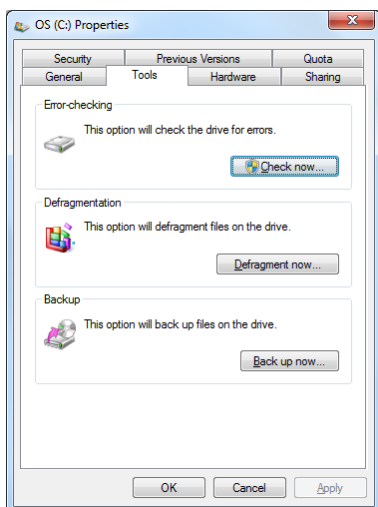 OS (C:) Properties
Security Previous Versions Quota
General Tools Hardware Sharing
Error-checking
This option will check the drive for errors.
Check now...
Defragmentation
This option will defragment files on the drive.
Defragment now...
Backup
This option will back up files on the drive.
Back up now...
OK Cancel Apply